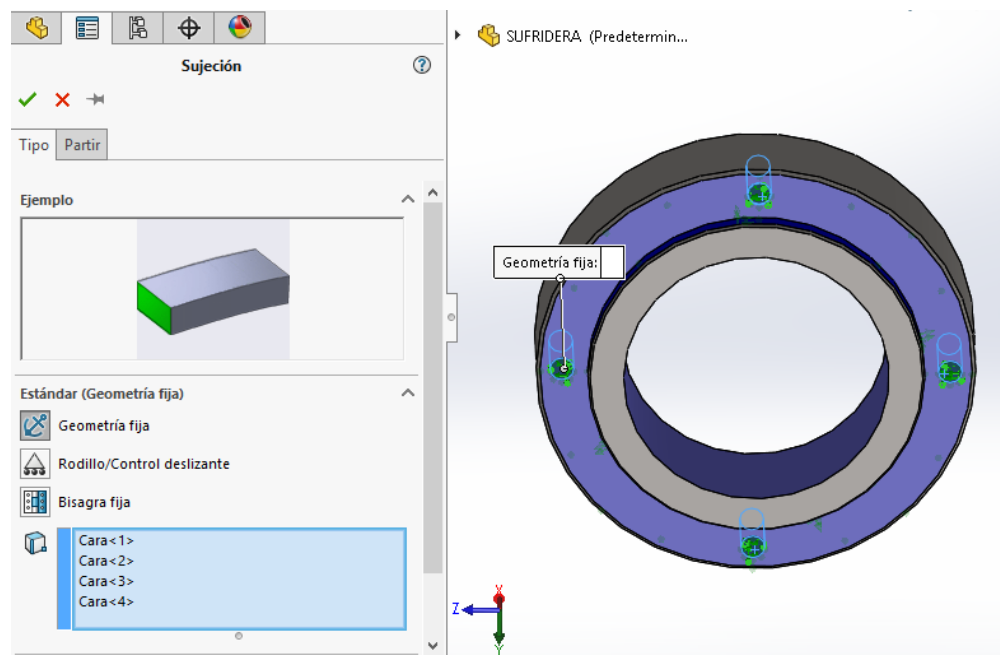 Sujeción
Tipo Partir
Ejemplo
Estándar (Geometría fija)
Geometría fija
Rodillo/Control deslizante
Bisagra fija
Cara<1>
Cara<2>
Cara<3>
Cara<4>
SUFRIDERA (Predetermin...
Geometría fija:
X
Z
Y